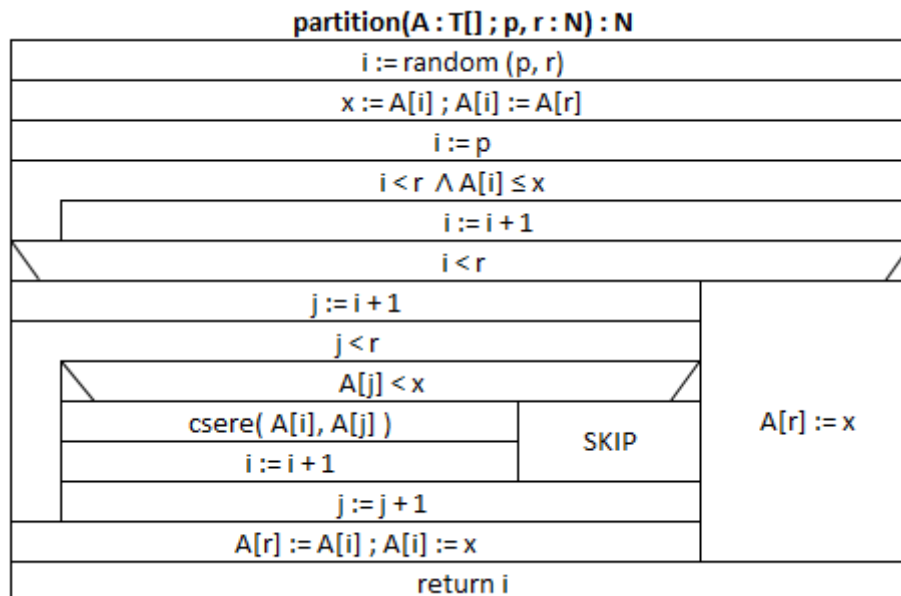 partition(A : T[] ; p, r : N) : N
i := random (p, r)
x := A[i] ; A[i] := A[r]
i := p
i < r ∧ A[i] ≤ x
i := i + 1
i < r
j := i + 1
j < r
A[j] < x
csere( A[i], A[j] )
SKIP
i := i + 1
j := j + 1
A[r] := A[i] ; A[i] := x
A[r] := x
return i